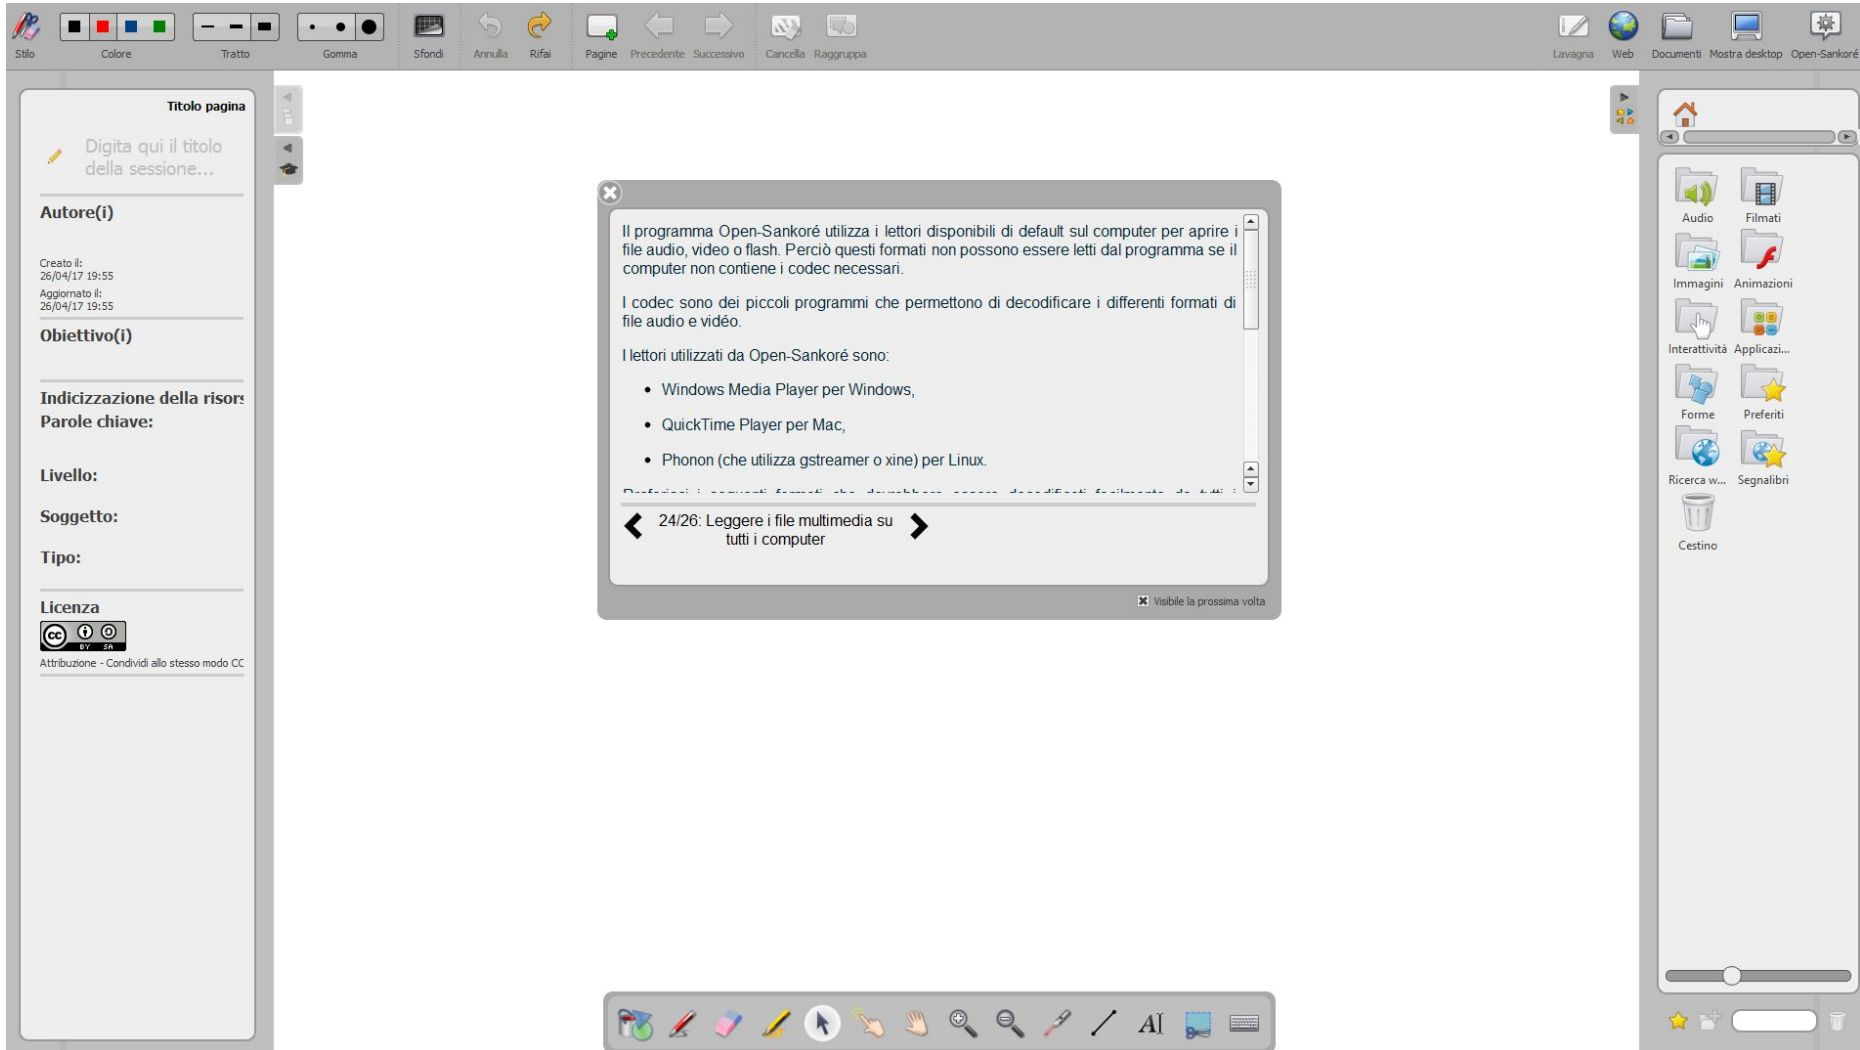 Stilo
Colore
Tratto
Gomma
Sfondi
Annulla
Rifai
Pagine
Precedente
Successivo
Cancella
Raggruppa
Lavagna
Web
Documenti
Mostra desktop
Open-Sankoré
Titolo pagina
Digita qui il titolo
della sessione...
Autore(i)
Creato il:
26/04/17 19:55
Aggiornato il:
26/04/17 19:55
Obiettivo(i)
Indicizzazione della risors
Parole chiave:
Livello:
Soggetto:
Tipo:
Licenza
cc
BY SA
Attribuzione - Condividi allo stesso modo CC
Il programma Open-Sankoré utilizza i lettori disponibili di default sul computer per aprire i
file audio, video o flash. Perciò questi formati non possono essere letti dal programma se il
computer non contiene i codec necessari.
I codec sono dei piccoli programmi che permettono di decodificare i differenti formati di
file audio e vidéo.
I lettori utilizzati da Open-Sankoré sono:
• Windows Media Player per Windows,
• QuickTime Player per Mac,
• Phonon (che utilizza gstreamer o xine) per Linux.
24/26: Leggere i file multimedia su
tutti i computer
Visibile la prossima volta
Audio
Filmati
Immagini
Animazioni
Interattività
Applicazi...
Forme
Preferiti
Ricerca w...
Segnalibri
Cestino
AI